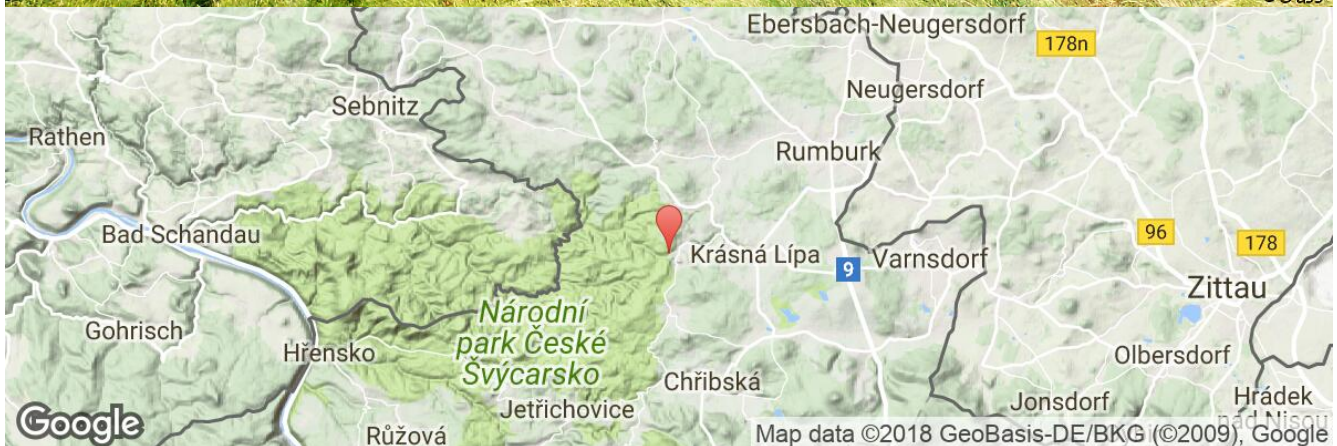 Ebersbach-Neugersdorf
178n
Neugersdorf
Sebnitz
Rathen
Rumburk
Bad Schandau
Krásná Lípa
9
Varnsdorf
96
178
Zittau
Národní
park České
Švýcarsko
Gohrisch
Hřensko
Olbersdorf
Chřibská
Jetřichovice
Jonsdorf
Hrádek
nad Nisou
Růžová
Google
Map data ©2018 GeoBasis-DE/BKG (©2009), Google